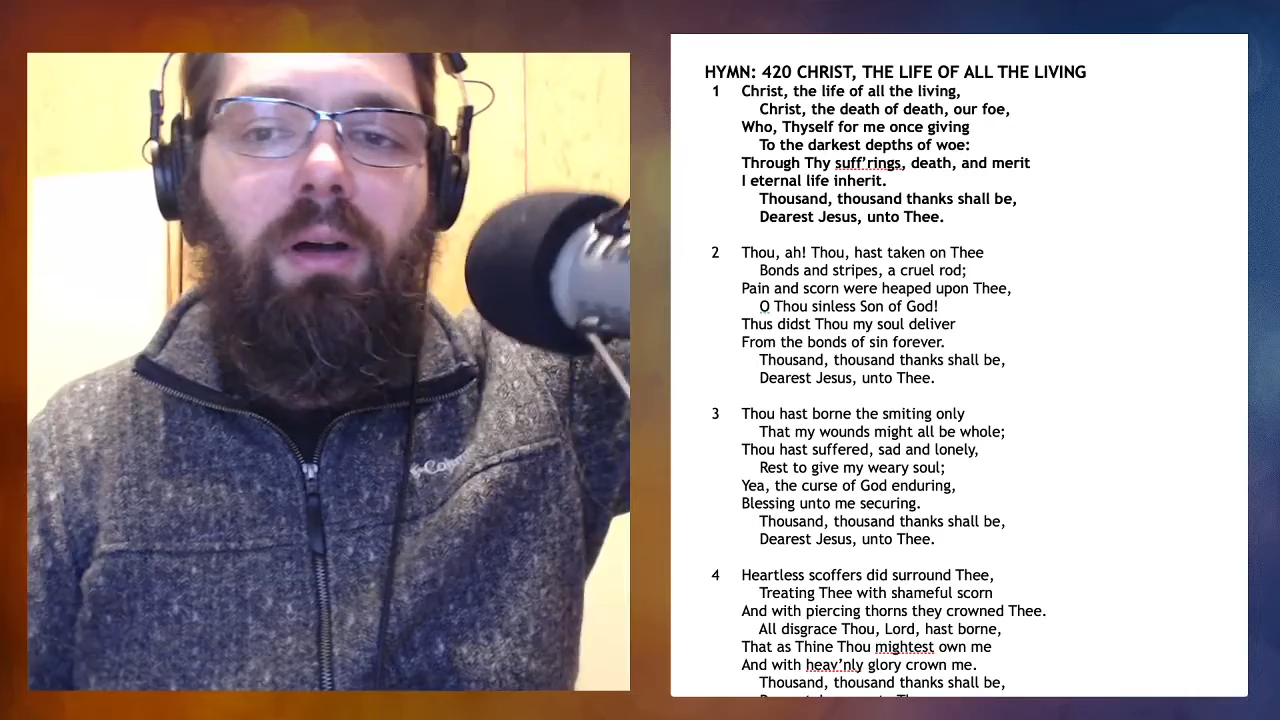 HYMN: 420 CHRIST, THE LIFE OF ALL THE LIVING
1 Christ, the life of all the living,
Christ, the death of death, our foe,
Who, Thyself for me once giving
To the darkest depths of woe:
Through Thy suff'rings, death, and merit
I eternal life inherit.
Thousand, thousand thanks shall be,
Dearest Jesus, unto Thee.
2 Thou, ah! Thou, hast taken on Thee
Bonds and stripes, a cruel rod;
Pain and scorn were heaped upon Thee,
O Thou sinless Son of God!
Thus didst Thou my soul deliver
From the bonds of sin forever.
Thousand, thousand thanks shall be,
Dearest Jesus, unto Thee.
3 Thou hast borne the smiting only
That my wounds might all be whole;
Thou hast suffered, sad and lonely,
Rest to give my weary soul;
Yea, the curse of God enduring,
Blessing unto me securing.
Thousand, thousand thanks shall be,
Dearest Jesus, unto Thee.
4 Heartless scoffers did surround Thee,
Treating Thee with shameful scorn
And with piercing thorns they crowned Thee.
All disgrace Thou, Lord, hast borne,
That as Thine Thou mightest own me
And with heav'nly glory crown me.
Thousand, thousand thanks shall be,